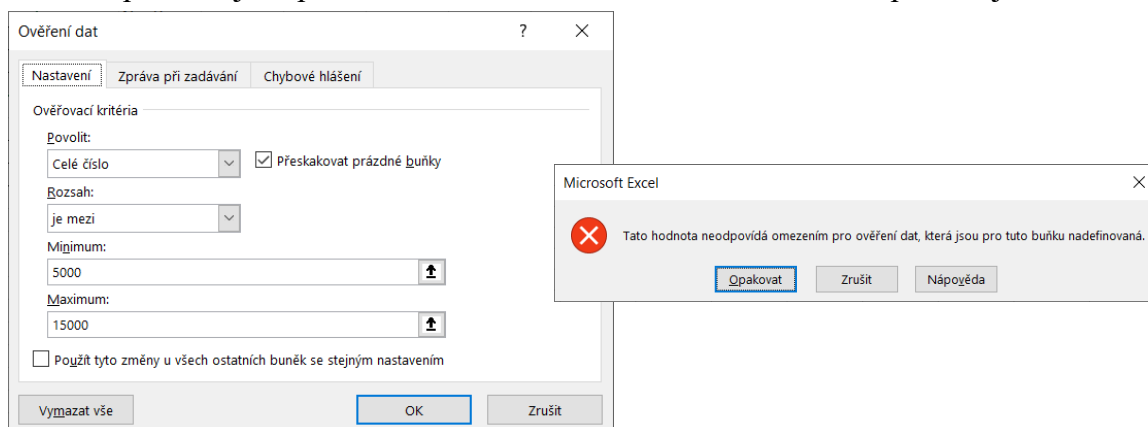 Ověření dat ?
Nastavení Zpráva při zadávání Chybové hlášení
Ověřovací kritéria
Povolit:
Celé číslo Přeskakovat prázdné buňky
Rozsah:
je mezi
Minimum:
5000
Maximum:
15000
Použít tyto změny u všech ostatních buněk se stejným nastavením
Vymazat vše OK Zrušit
Microsoft Excel
Tato hodnota neodpovídá omezením pro ověření dat, která jsou pro tuto buňku nadefinovaná.
Opakovat Zrušit Nápověda